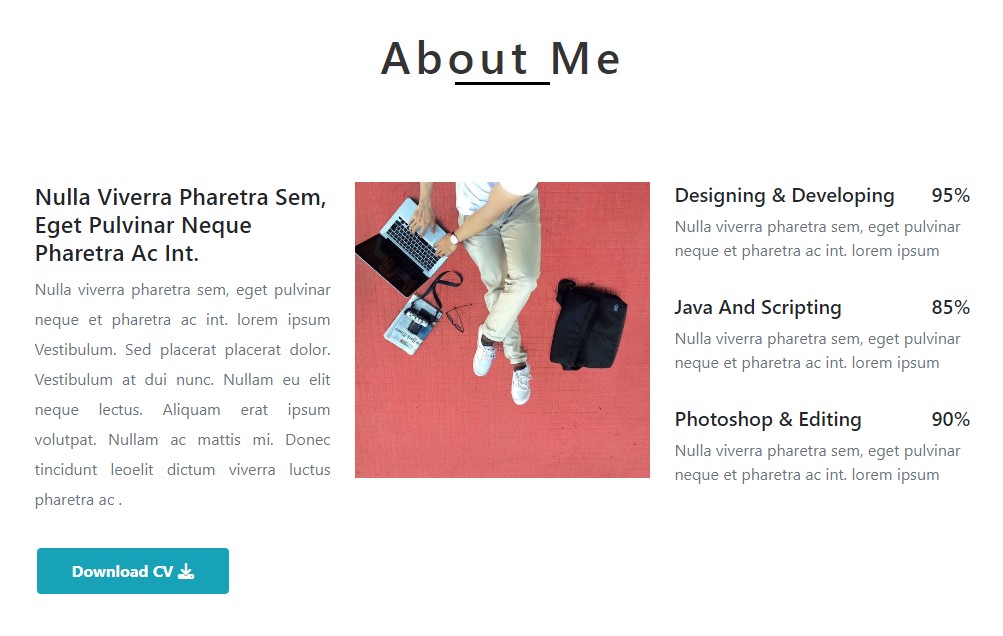 About Me
Nulla Viverra Pharetra Sem,
Eget Pulvinar Neque
Pharetra Ac Int.
Nulla viverra pharetra sem, eget pulvinar
neque et pharetra ac int. lorem ipsum
Vestibulum. Sed placerat placerat dolor.
Vestibulum at dui nunc. Nullam eu elit
neque lectus. Aliquam erat ipsum
volutpat. Nullam ac mattis mi. Donec
tincidunt leoelit dictum viverra luctus
pharetra ac .
Download CV
Designing & Developing 95%
Nulla viverra pharetra sem, eget pulvinar
neque et pharetra ac int. lorem ipsum
Java And Scripting 85%
Nulla viverra pharetra sem, eget pulvinar
neque et pharetra ac int. lorem ipsum
Photoshop & Editing 90%
Nulla viverra pharetra sem, eget pulvinar
neque et pharetra ac int. lorem ipsum